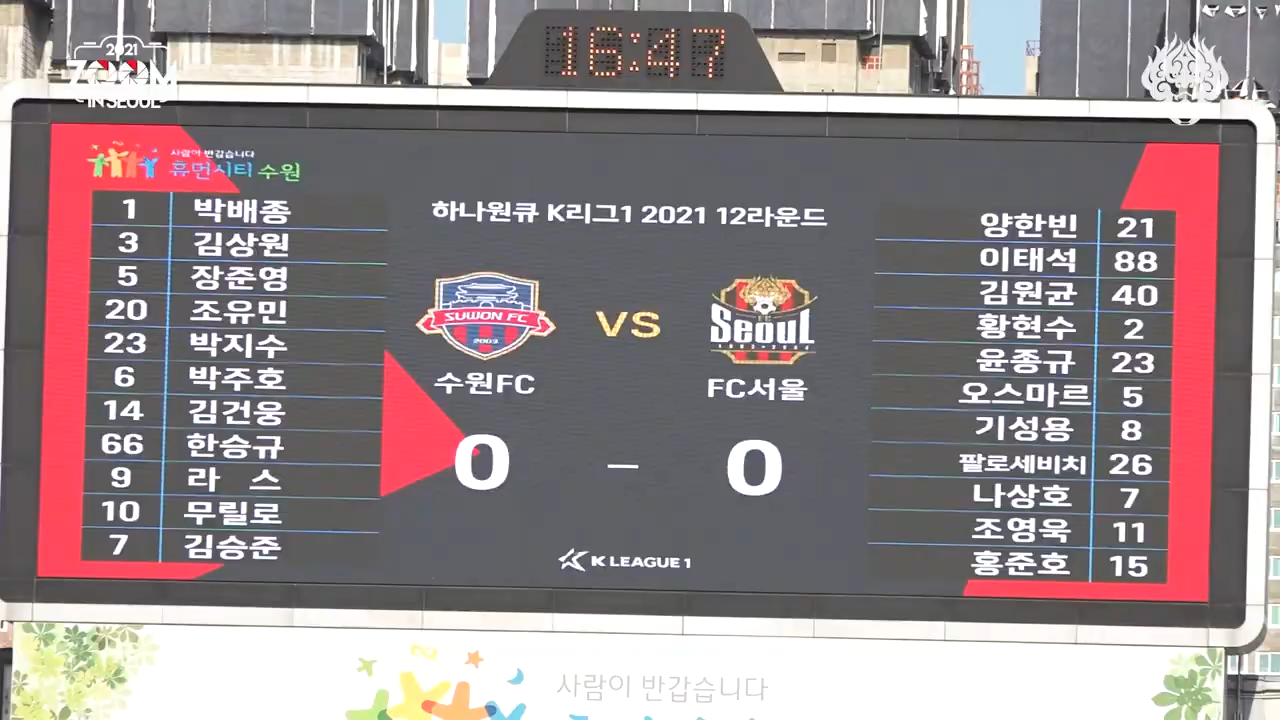 2021
ZOOM
IN SEOUL
16:47
사람이 반갑습니다
휴먼시티 수원
하나원큐 K리그1 2021 12라운드
1 박배종
3 김상원
5 장준영
20 조유민
23 박지수
6 박주호
14 김건웅
66 한승규
9 라 스
10 무릴로
7 김승준
SUWON FC
2003
VS
FC
Seoul
수원FC
FC서울
0 – 0
K LEAGUE 1
양한빈 21
이태석 88
김원균 40
황현수 2
윤종규 23
오스마르 5
기성용 8
팔로세비치 26
나상호 7
조영욱 11
홍준호 15
사람이 반갑습니다